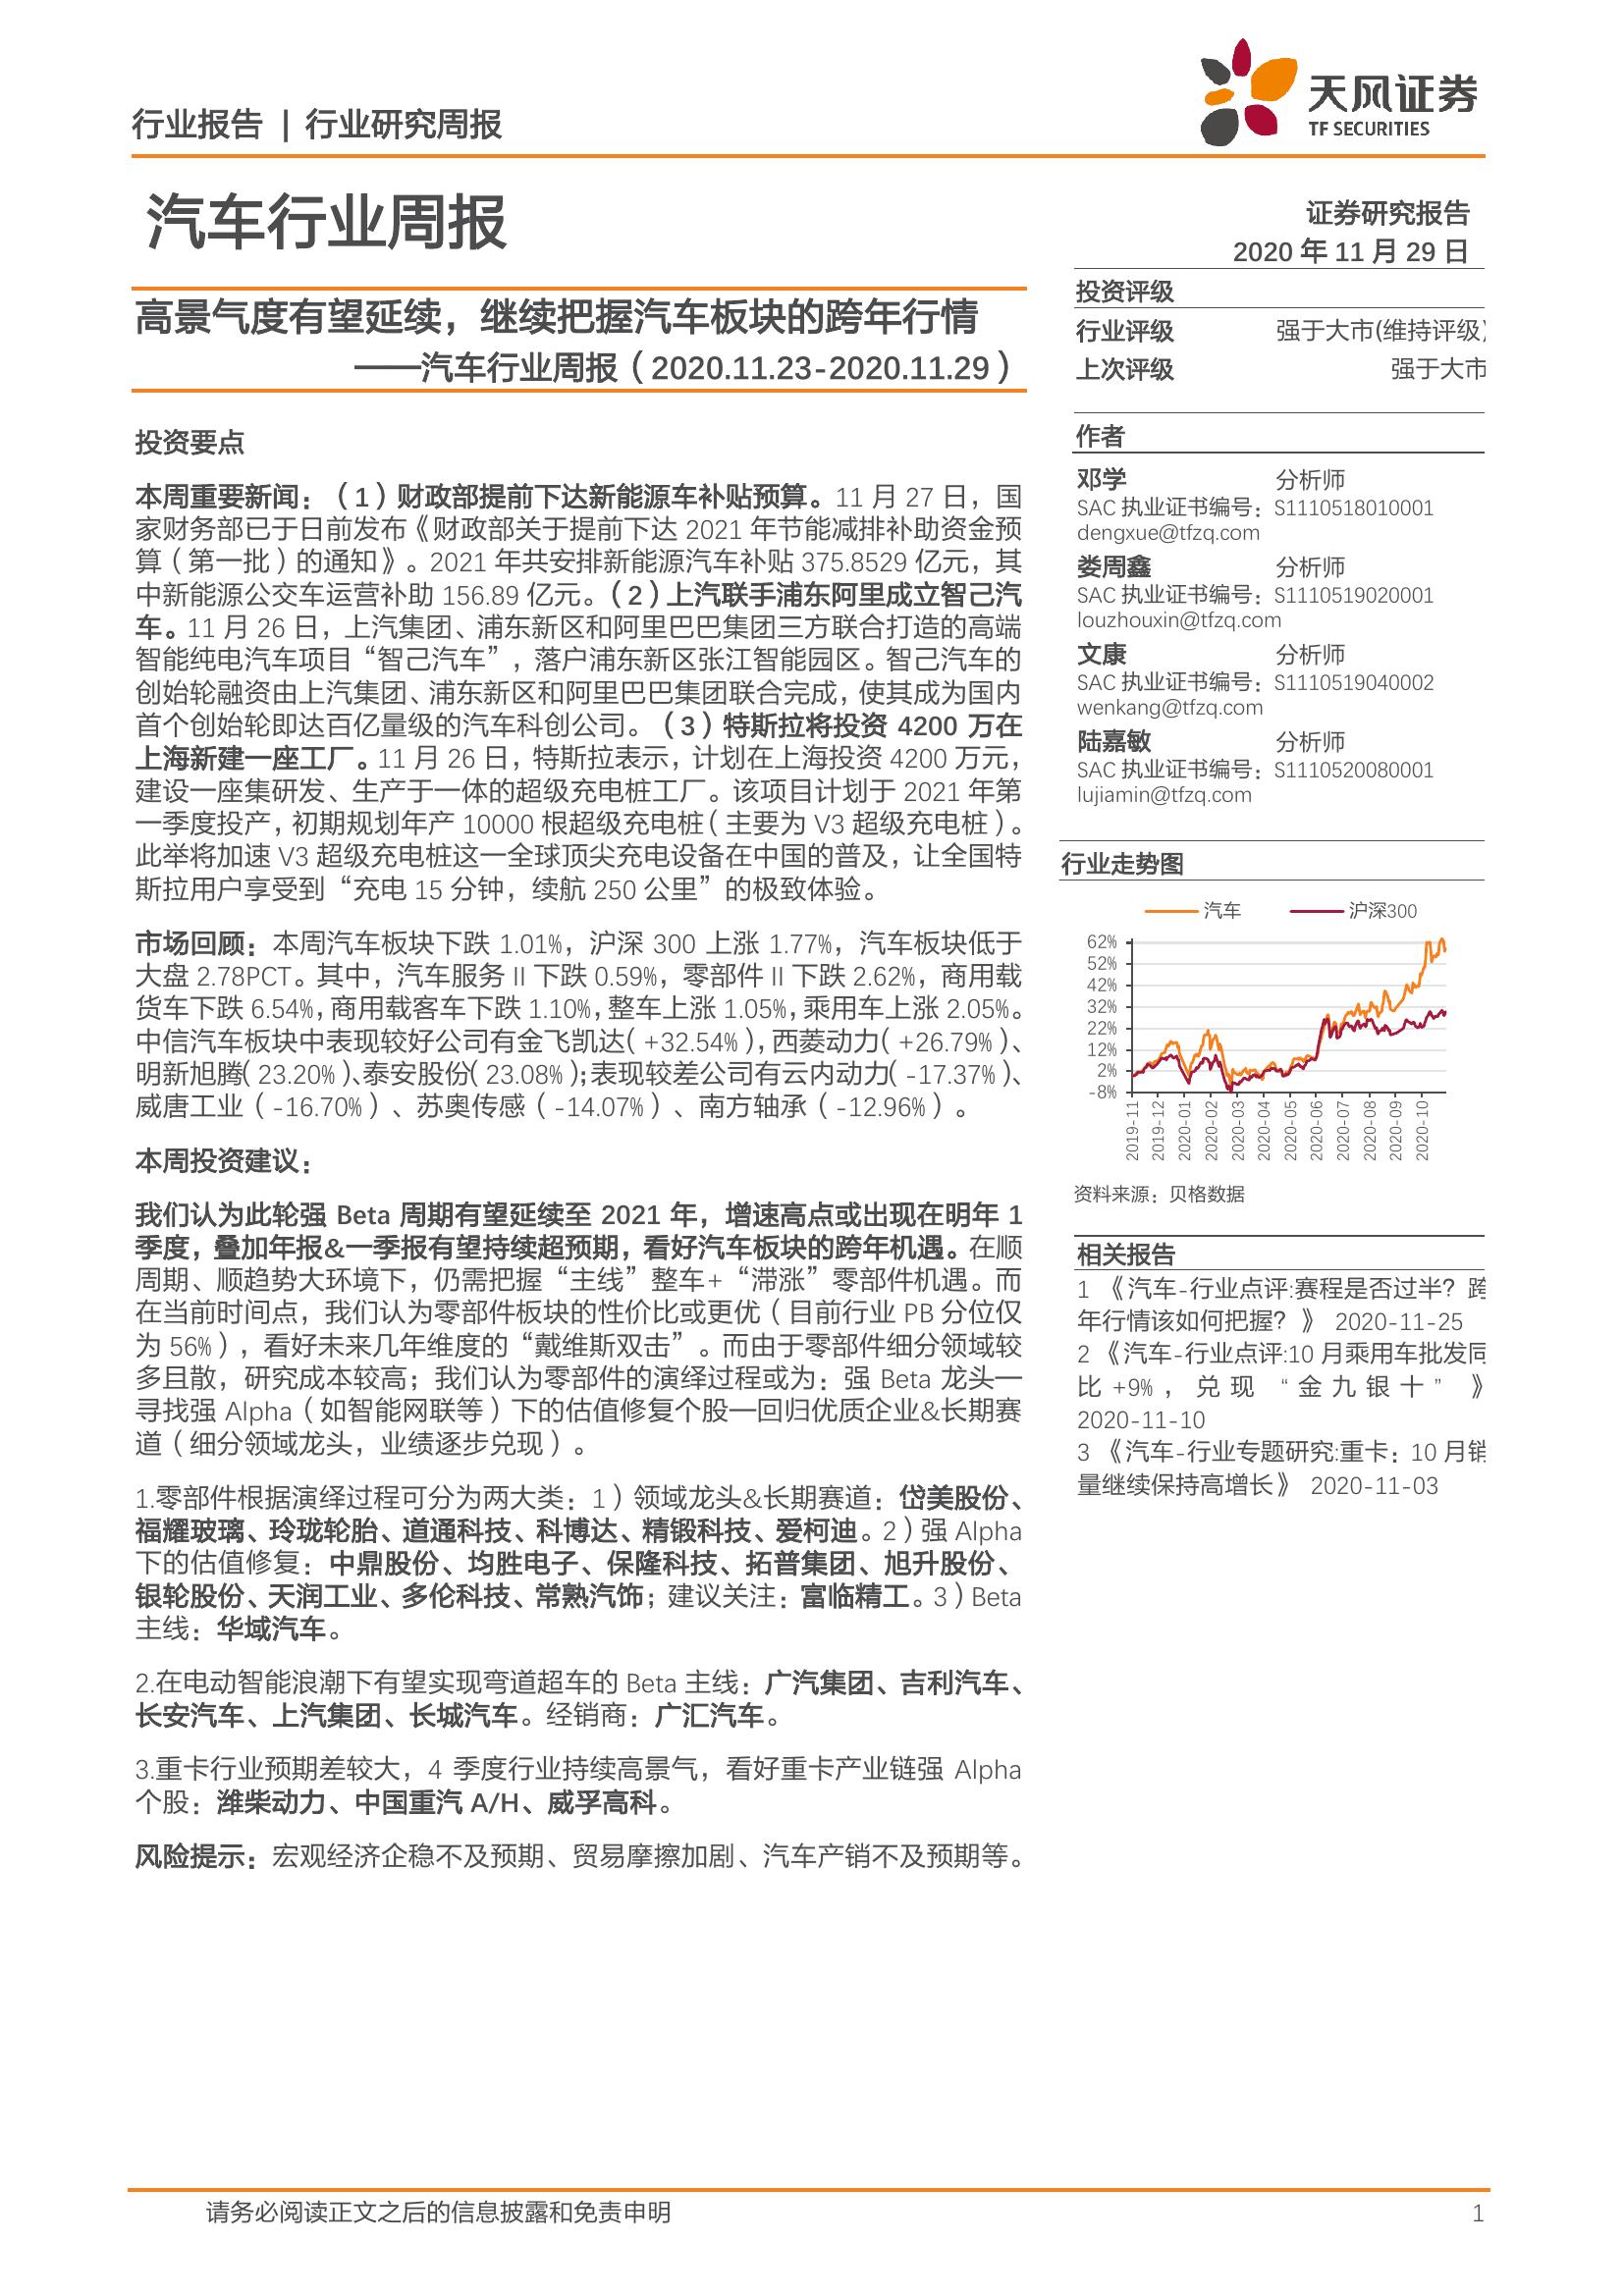 行业报告 | 行业研究周报
天风证券
TF SECURITIES
汽车行业周报
证券研究报告
2020 年 11 月 29 日
高景气度有望延续，继续把握汽车板块的跨年行情
——汽车行业周报（2020.11.23-2020.11.29）
投资要点
本周重要新闻：（1）财政部提前下达新能源车补贴预算。11 月 27 日，国
家财务部已于日前发布《财政部关于提前下达 2021 年节能减排补助资金预
算（第一批）的通知》。2021 年共安排新能源汽车补贴 375.8529 亿元，其
中新能源公交车运营补助 156.89 亿元。（2）上汽联手浦东阿里成立智己汽
车。11 月 26 日，上汽集团、浦东新区和阿里巴巴集团三方联合打造的高端
智能纯电汽车项目“智己汽车”，落户浦东新区张江智能园区。智己汽车的
创始轮融资由上汽集团、浦东新区和阿里巴巴集团联合完成，使其成为国内
首个创始轮即达百亿量级的汽车科创公司。（3）特斯拉将投资 4200 万在
上海新建一座工厂。11 月 26 日，特斯拉表示，计划在上海投资 4200 万元，
建设一座集研发、生产于一体的超级充电桩工厂。该项目计划于 2021 年第
一季度投产，初期规划年产 10000 根超级充电桩（主要为 V3 超级充电桩）。
此举将加速 V3 超级充电桩这一全球顶尖充电设备在中国的普及，让全国特
斯拉用户享受到“充电 15 分钟，续航 250 公里”的极致体验。
市场回顾：本周汽车板块下跌 1.01%，沪深 300 上涨 1.77%，汽车板块低于
大盘 2.78PCT。其中，汽车服务 II 下跌 0.59%，零部件 II 下跌 2.62%，商用载
货车下跌 6.54%，商用载客车下跌 1.10%，整车上涨 1.05%，乘用车上涨 2.05%。
中信汽车板块中表现较好公司有金飞凯达（+32.54%），西菱动力（+26.79%）、
明新旭腾（23.20%）、泰安股份（23.08%）；表现较差公司有云内动力（-17.37%）、
威唐工业（-16.70%）、苏奥传感（-14.07%）、南方轴承（-12.96%）。
本周投资建议：
我们认为此轮强 Beta 周期有望延续至 2021 年，增速高点或出现在明年 1
季度，叠加年报&一季报有望持续超预期，看好汽车板块的跨年机遇。在顺
周期、顺趋势大环境下，仍需把握“主线”整车+“滞涨”零部件机遇。而
在当前时间点，我们认为零部件板块的性价比或更优（目前行业 PB 分位仅
为 56%），看好未来几年维度的“戴维斯双击”。而由于零部件细分领域较
多且散，研究成本较高；我们认为零部件的演绎过程或为：强 Beta 龙头—
寻找强 Alpha（如智能网联等）下的估值修复个股—回归优质企业&长期赛
道（细分领域龙头，业绩逐步兑现）。
1.零部件根据演绎过程可分为两大类：1）领域龙头&长期赛道：岱美股份、
福耀玻璃、玲珑轮胎、道通科技、科博达、精锻科技、爱柯迪。2）强 Alpha
下的估值修复：中鼎股份、均胜电子、保隆科技、拓普集团、旭升股份、
银轮股份、天润工业、多伦科技、常熟汽饰；建议关注：富临精工。3）Beta
主线：华域汽车。
2.在电动智能浪潮下有望实现弯道超车的 Beta 主线：广汽集团、吉利汽车、
长安汽车、上汽集团、长城汽车。经销商：广汇汽车。
3.重卡行业预期差较大，4 季度行业持续高景气，看好重卡产业链强 Alpha
个股：潍柴动力、中国重汽 A/H、威孚高科。
风险提示：宏观经济企稳不及预期、贸易摩擦加剧、汽车产销不及预期等。
投资评级
行业评级 强于大市(维持评级)
上次评级 强于大市
作者
邓学 分析师
SAC 执业证书编号：S1110518010001
dengxue@tfzq.com
娄周鑫 分析师
SAC 执业证书编号：S1110519020001
louzhouxin@tfzq.com
文康 分析师
SAC 执业证书编号：S1110519040002
wenkang@tfzq.com
陆嘉敏 分析师
SAC 执业证书编号：S1110520080001
lujiamin@tfzq.com
行业走势图
汽车 沪深300
62%
52%
42%
32%
22%
12%
2%
-8%
2019-11 2019-12 2020-01 2020-02 2020-03 2020-04 2020-05 2020-06 2020-07 2020-08 2020-09 2020-10
资料来源：贝格数据
相关报告
1 《汽车-行业点评:赛程是否过半？跨
年行情该如何把握？》 2020-11-25
2 《汽车-行业点评:10 月乘用车批发同
比 +9%，兑现“金九银十”》
2020-11-10
3 《汽车-行业专题研究:重卡：10 月销
量继续保持高增长》 2020-11-03
请务必阅读正文之后的信息披露和免责申明 1